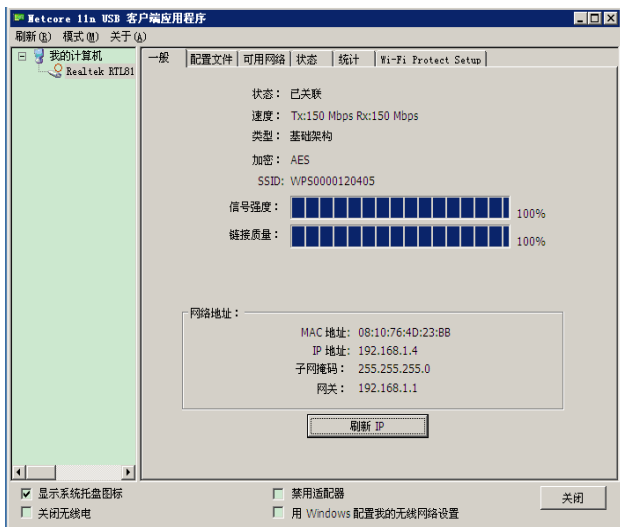 Netcore 11n USB 客户端应用程序
刷新(R) 模式(M) 关于(A)
我的计算机
Realtek RTL81
一般 配置文件 可用网络 状态 统计 Wi-Fi Protect Setup
状态： 已关联
速度： Tx:150 Mbps Rx:150 Mbps
类型： 基础架构
加密： AES
SSID: WPS0000120405
信号强度： 100%
链接质量： 100%
网络地址：
MAC 地址: 08:10:76:4D:23:BB
IP 地址: 192.168.1.4
子网掩码： 255.255.255.0
网关： 192.168.1.1
刷新 IP
显示系统托盘图标 禁用适配器 关闭
关闭无线电 用 Windows 配置我的无线网络设置